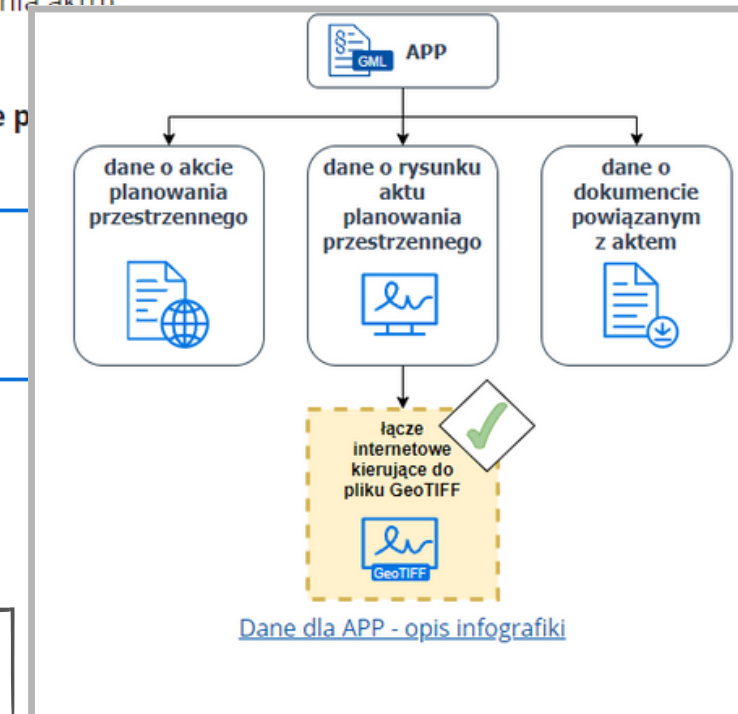 §
GML
APP
dane o akcie
planowania
przestrzennego
dane o rysunku
aktu
planowania
przestrzennego
dane o
dokumencie
powiązanym
z aktem
łącze
internetowe
kierujące do
pliku GeoTIFF
GeoTIFF
Dane dla APP - opis infografiki